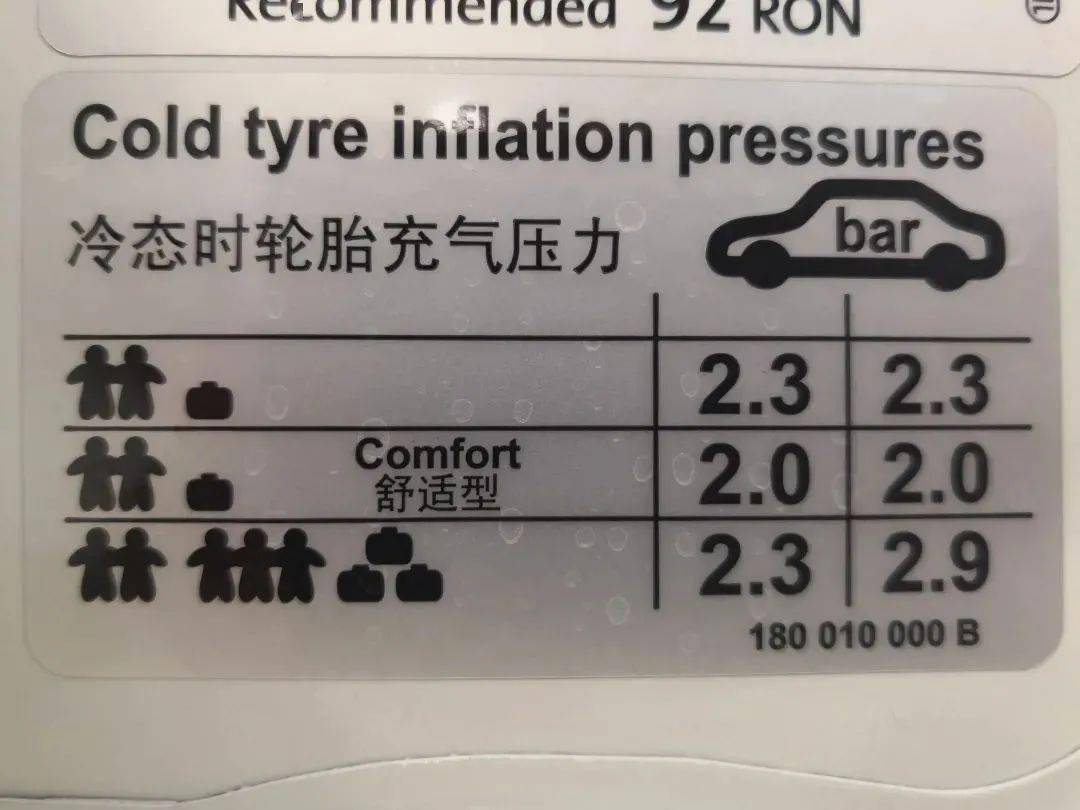 Recommended 92 RON
Cold tyre inflation pressures
冷态时轮胎充气压力
bar
2.3 2.3
Comfort
舒适型
2.0 2.0
2.3 2.9
180 010 000 B